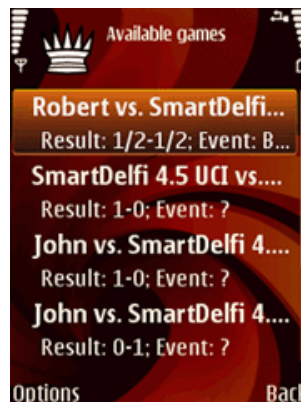 Available games
Robert vs. SmartDelfi...
Result: 1/2-1/2; Event: B...
SmartDelfi 4.5 UCI vs....
Result: 1-0; Event: ?
John vs. SmartDelfi 4....
Result: 1-0; Event: ?
John vs. SmartDelfi 4....
Result: 0-1; Event: ?
Options Back